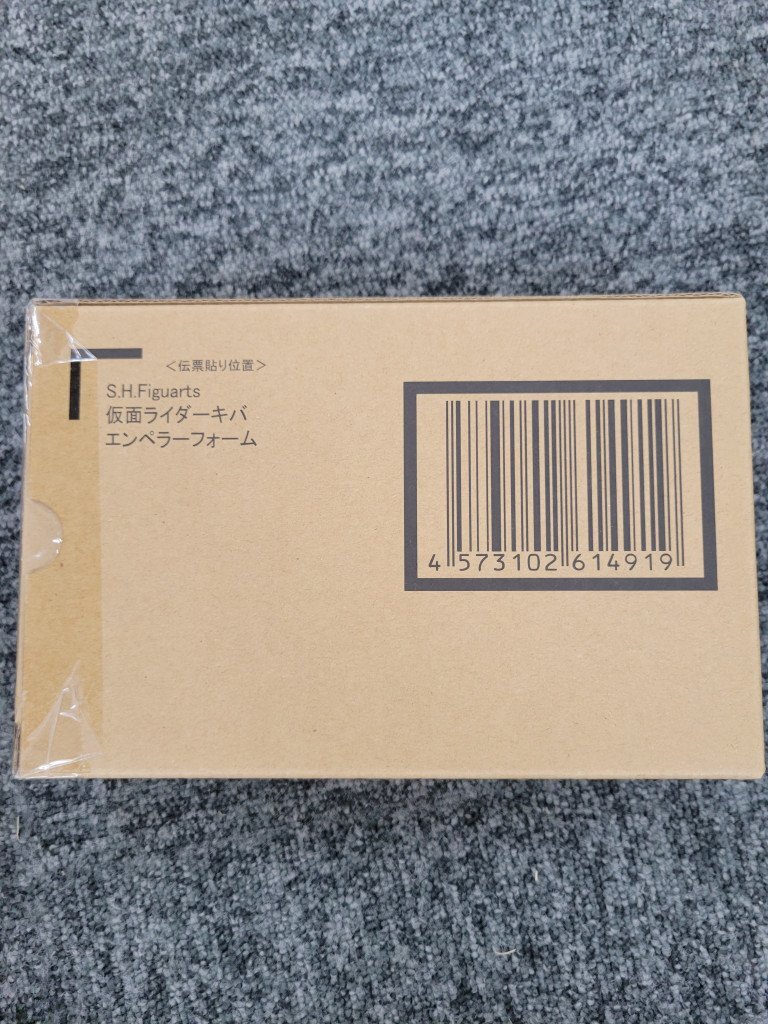 <伝票貼り位置>
S.H.Figuarts
仮面ライダーキバ
エンペラーフォーム
4 573102 614919